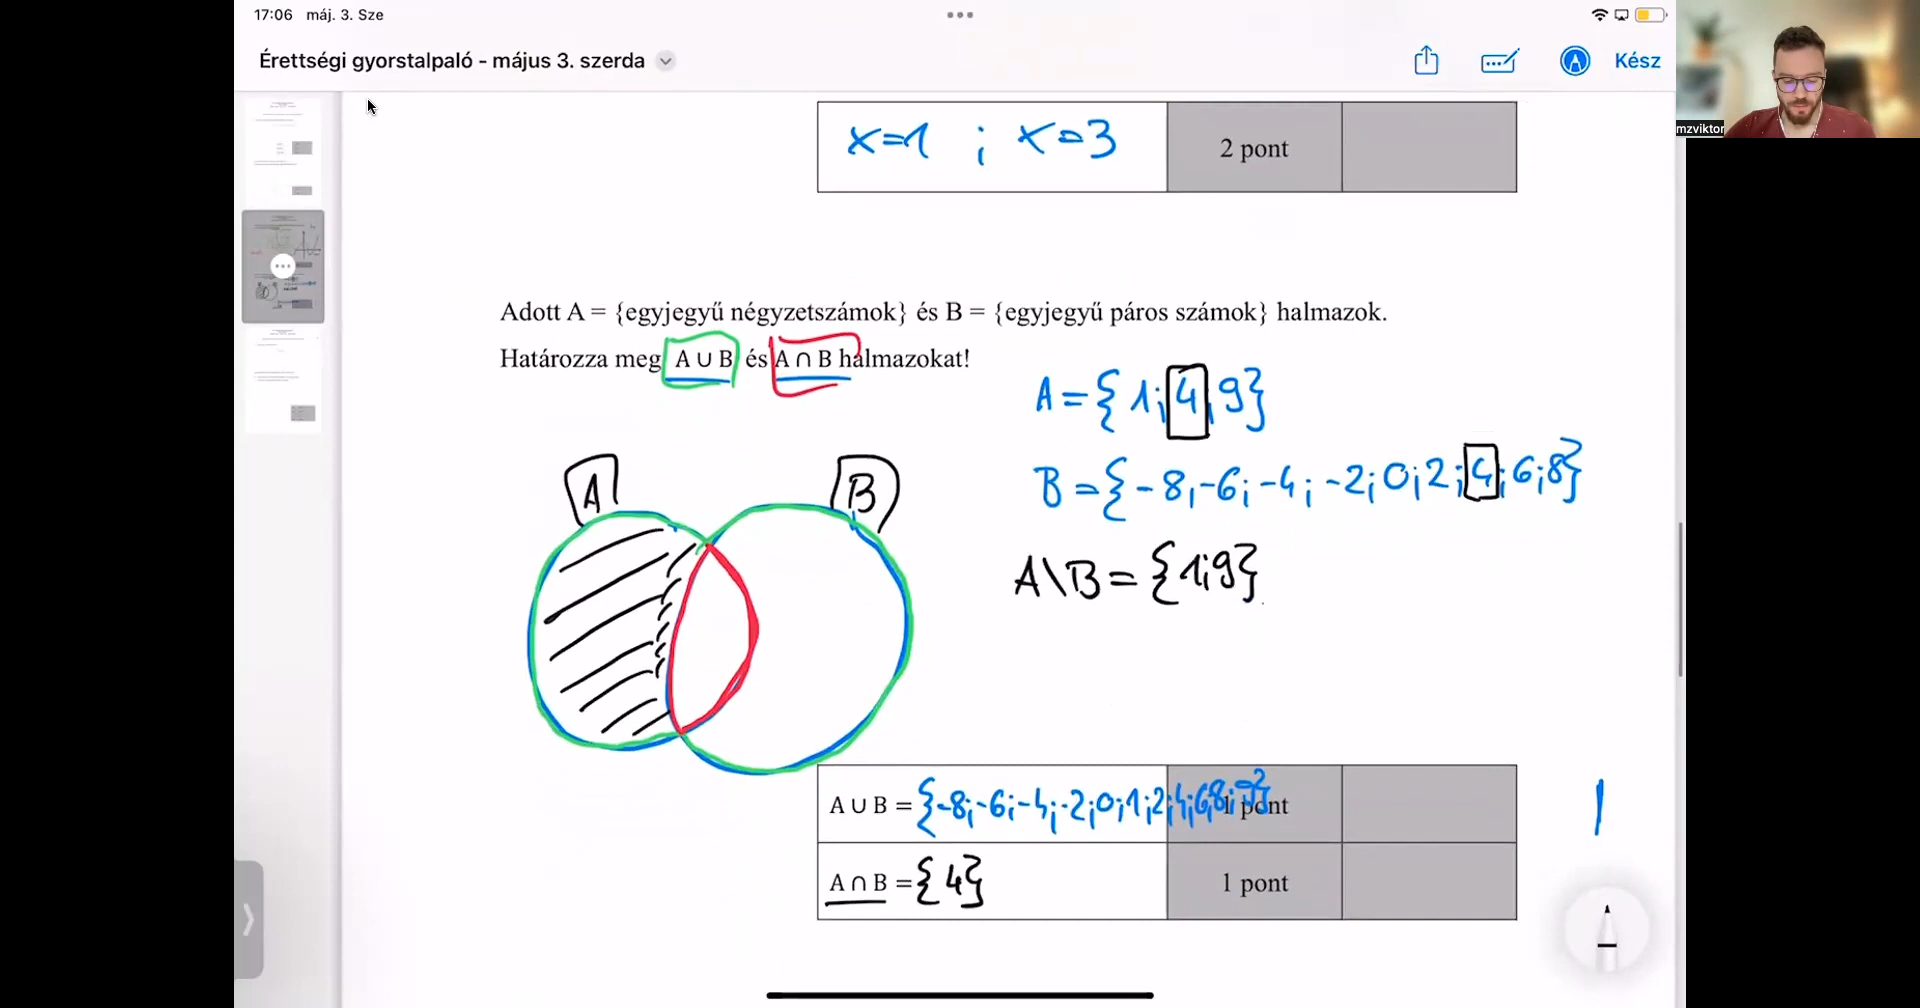 17:06 máj. 3. Sze
Érettségi gyorstalpaló - május 3. szerda
Kész
mzviktor
x=1 ; x=3
2 pont
Adott A = {egyjegyű négyzetszámok} és B = {egyjegyű páros számok} halmazok.
Határozza meg A ∪ B és A ∩ B halmazokat!
A = {1;4;9}
B = {-8;-6;-4;-2;0;2;4;6;8}
A B
A\B = {1;9}
A ∪ B = {-8;-6;-4;-2;0;1;2;4;6;8;9} 1 pont
A ∩ B = {4} 1 pont